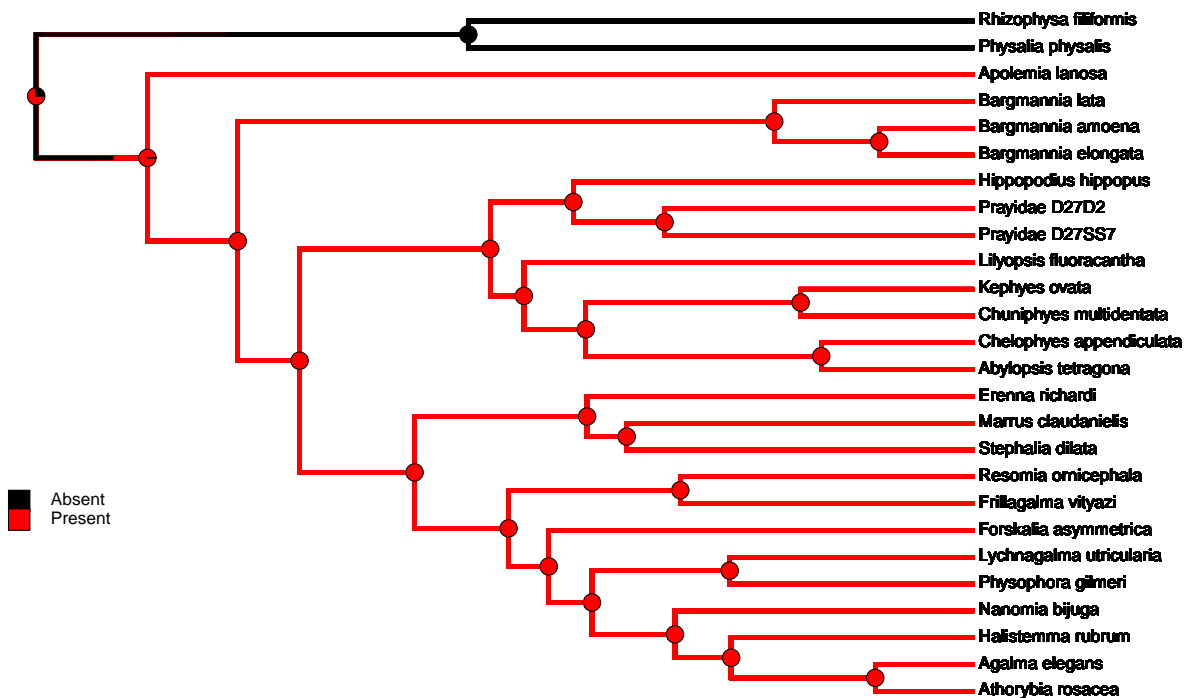 Rhizophysa filiformis
Physalia physalis
Apolemia lanosa
Bargmannia lata
Bargmannia amoena
Bargmannia elongata
Hippopodius hippopus
Prayidae D27D2
Prayidae D27SS7
Lilyopsis fluoracantha
Kephyes ovata
Chuniphyes multidentata
Chelophyes appendiculata
Abylopsis tetragona
Erenna richardi
Marrus claudanielis
Stephalia dilata
Resomia ornicephala
Frillagalma vityazi
Forskalia asymmetrica
Lychnagalma utricularia
Physophora gilmeri
Nanomia bijuga
Halistemma rubrum
Agalma elegans
Athorybia rosacea
Absent
Present